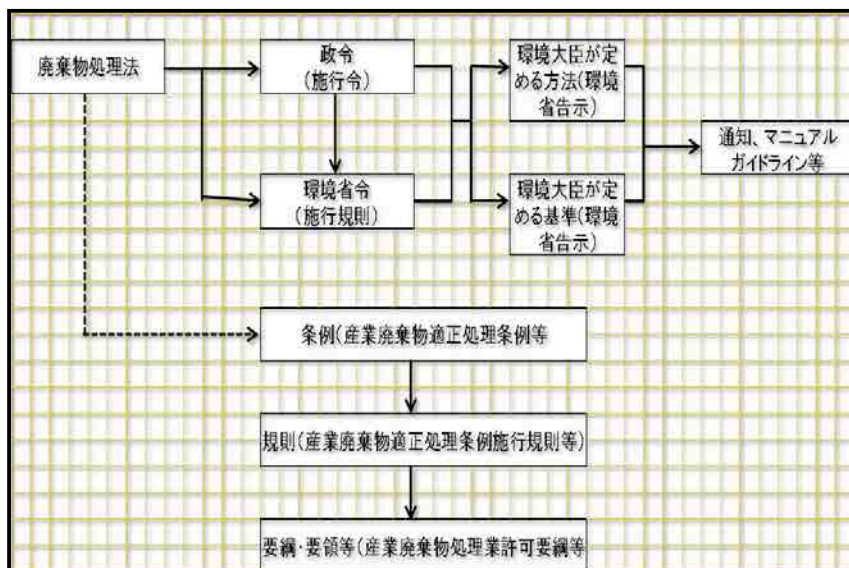 廃棄物処理法
政令
(施行令)
環境大臣が定
める方法(環境
省告示)
通知、マニュアル
ガイドライン等
環境省令
(施行規則)
環境大臣が定
める基準(環境
省告示)
条例(産業廃棄物適正処理条例等
規則(産業廃棄物適正処理条例施行規則等)
要綱・要領等(産業廃棄物処理業許可要綱等